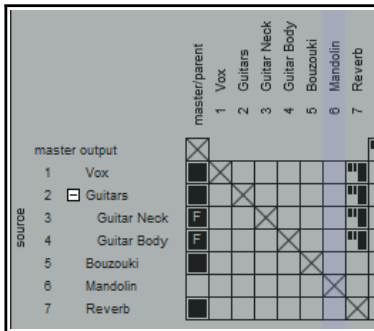 master/parent
1 Vox
2 Guitars
3 Guitar Neck
4 Guitar Body
5 Bouzouki
6 Mandolin
7 Reverb
source
master output
1 Vox
2 Guitars
3 Guitar Neck F
4 Guitar Body F
5 Bouzouki
6 Mandolin
7 Reverb